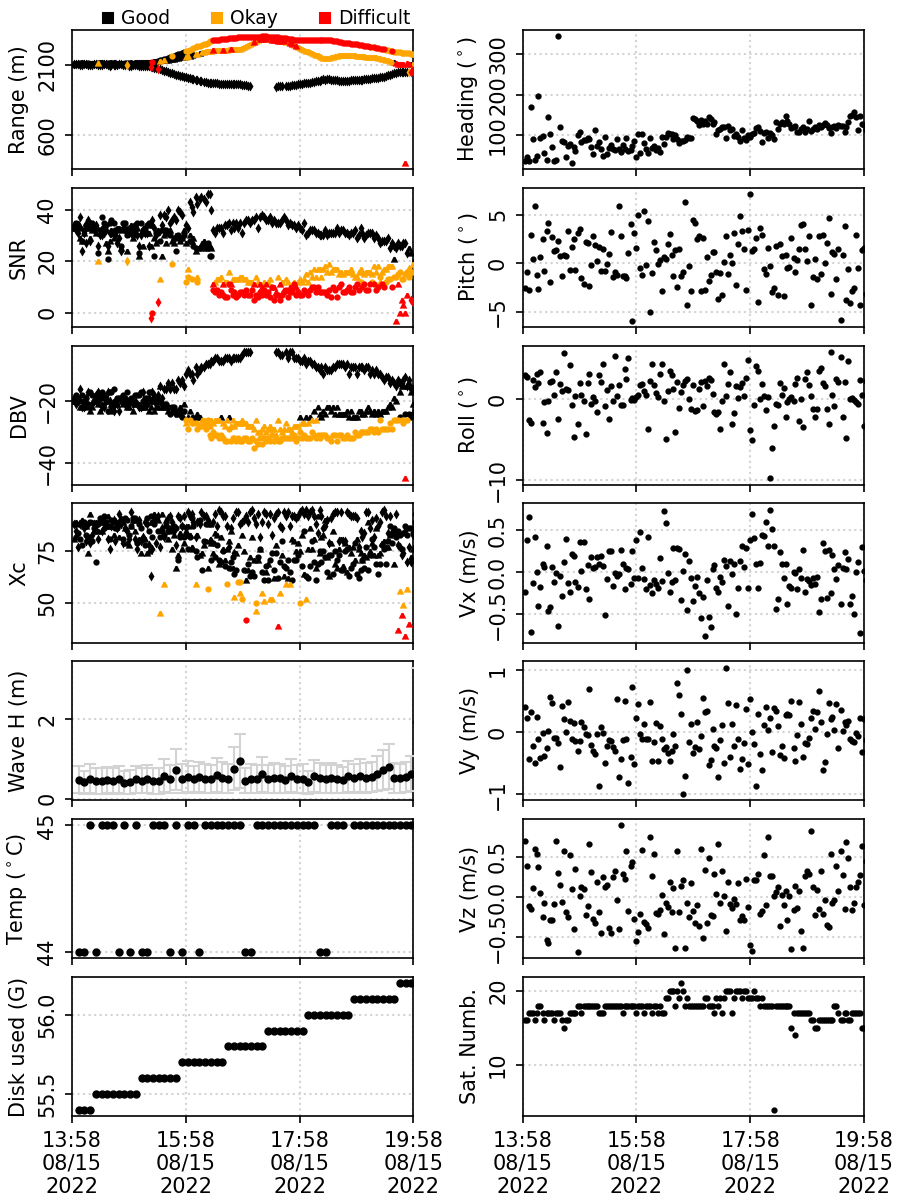 Good Okay Difficult
Range (m)
2100
600
Heading (°)
300
200
100
SNR
40
20
0
Pitch (°)
5
0
−5
DBV
−20
−40
Roll (°)
0
−10
Xc
75
50
Vx (m/s)
0.5
0.0
−0.5
Wave H (m)
2
0
Vy (m/s)
1
0
−1
Temp (°C)
45
44
Vz (m/s)
0.5
0.0
−0.5
Disk used (G)
56.0
55.5
Sat. Numb.
20
10
13:58 15:58 17:58 19:58 13:58 15:58 17:58 19:58
08/15 08/15 08/15 08/15 08/15 08/15 08/15 08/15
2022 2022 2022 2022 2022 2022 2022 2022